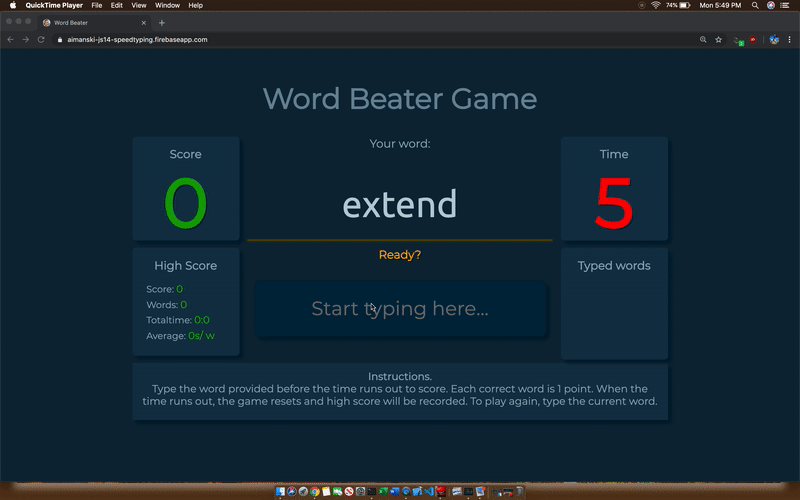 QuickTime Player File Edit View Window Help
74% Mon 5:49 PM
Word Beater
aimanski-js14-speedtyping.firebaseapp.com
Word Beater Game
Score
0
Your word:
extend
Time
5
Ready?
High Score
Score: 0
Words: 0
Totaltime: 0:0
Average: 0s/ w
Start typing here...
Typed words
Instructions.
Type the word provided before the time runs out to score. Each correct word is 1 point. When the
time runs out, the game resets and high score will be recorded. To play again, type the current word.